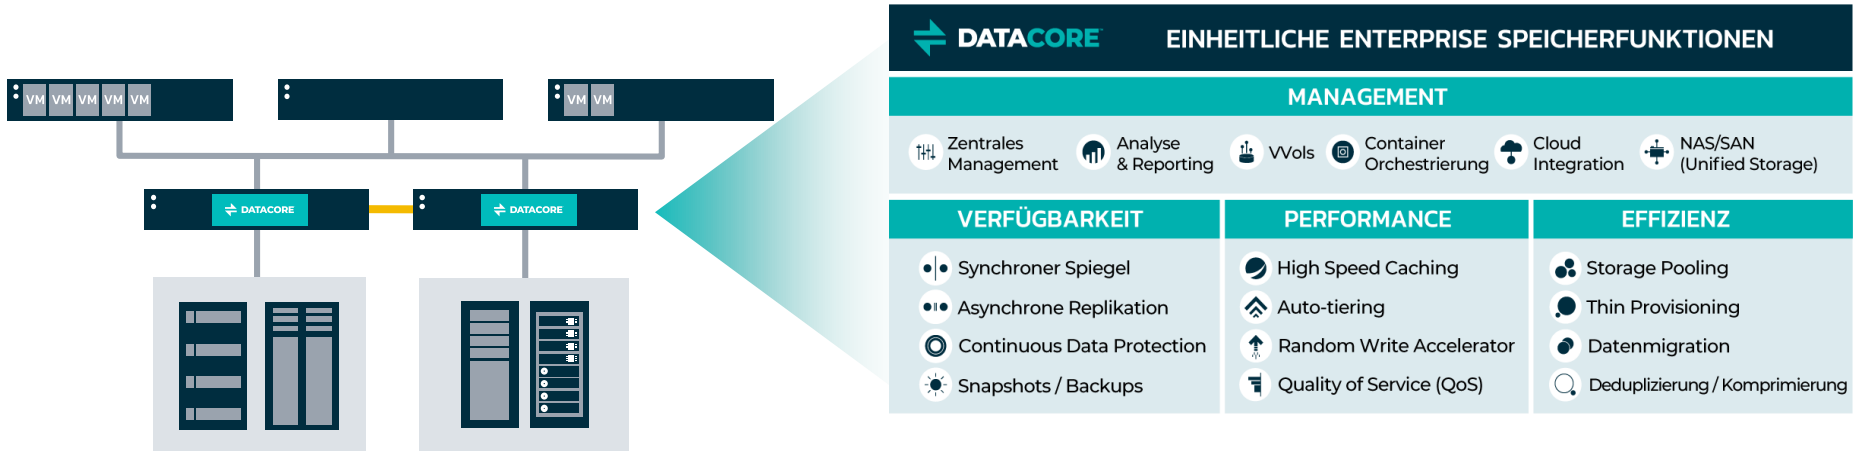 VM VM VM VM VM
VM VM
DATACORE
DATACORE
DATACORE
EINHEITLICHE ENTERPRISE SPEICHERFUNKTIONEN
MANAGEMENT
Zentrales
Management
Analyse
& Reporting
VVols
Container
Orchestrierung
Cloud
Integration
NAS/SAN
(Unified Storage)
VERFÜGBARKEIT
Synchroner Spiegel
Asynchrone Replikation
Continuous Data Protection
Snapshots / Backups
PERFORMANCE
High Speed Caching
Auto-tiering
Random Write Accelerator
Quality of Service (QoS)
EFFIZIENZ
Storage Pooling
Thin Provisioning
Datenmigration
Deduplizierung / Komprimierung